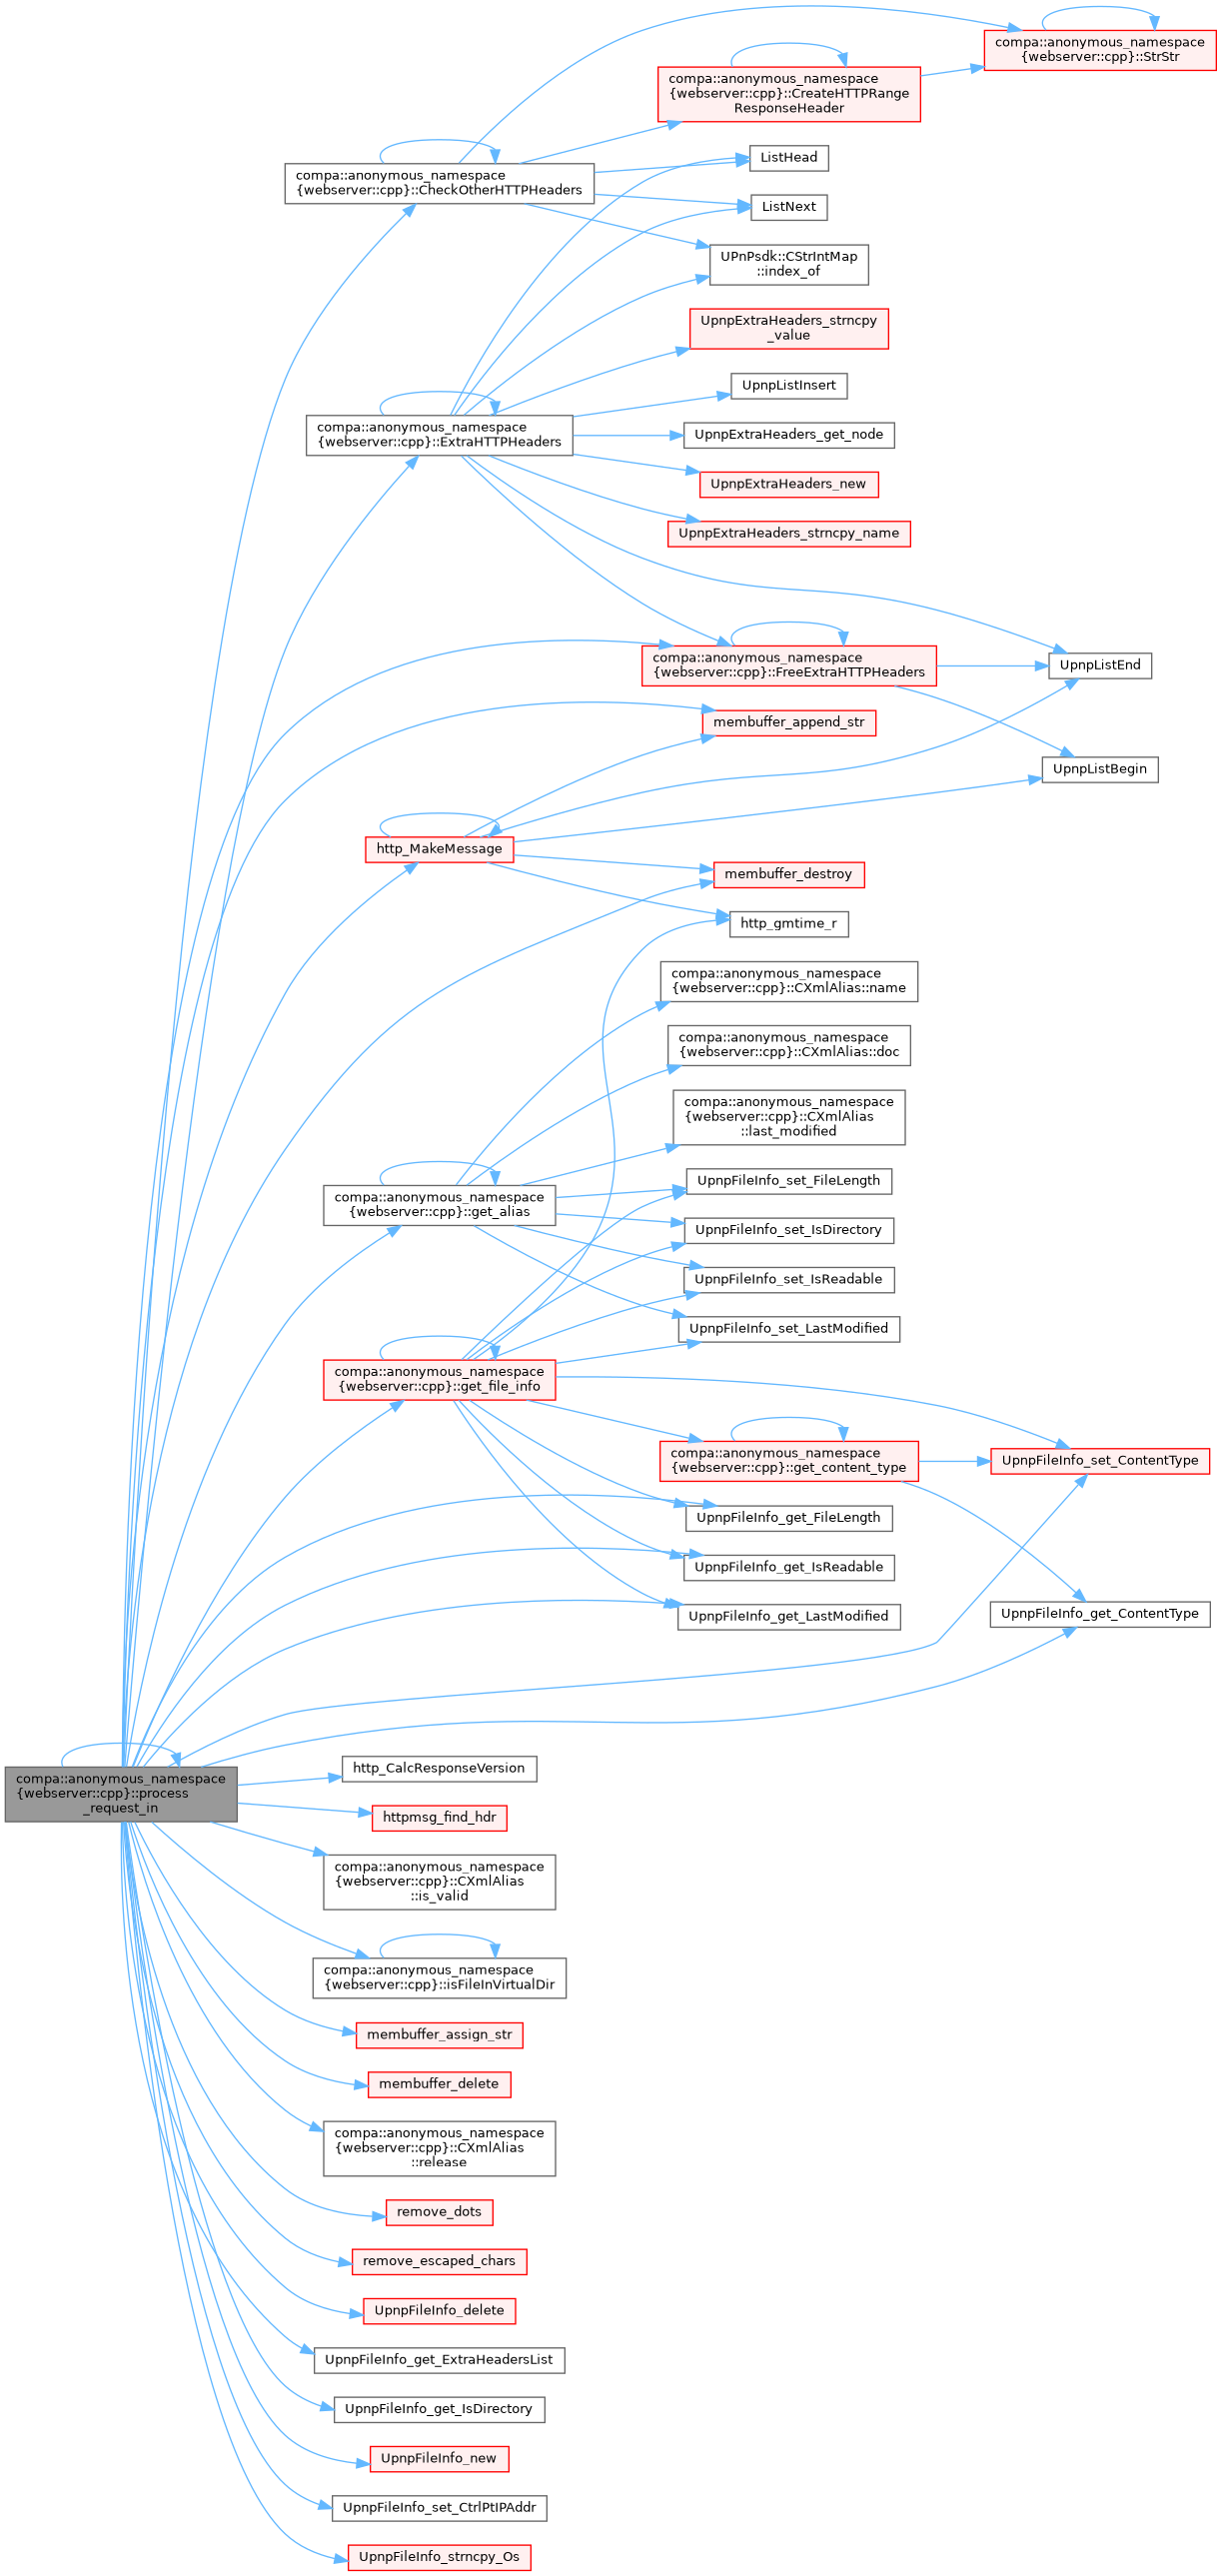 compa::anonymous_namespace
{webserver::cpp}::StrStr
compa::anonymous_namespace
{webserver::cpp}::CreateHTTPRange
ResponseHeader
ListHead
compa::anonymous_namespace
{webserver::cpp}::CheckOtherHTTPHeaders
ListNext
UPnPsdk::CStrIntMap
::index_of
UpnpExtraHeaders_strncpy
_value
UpnpListInsert
compa::anonymous_namespace
{webserver::cpp}::ExtraHTTPHeaders
UpnpExtraHeaders_get_node
UpnpExtraHeaders_new
UpnpExtraHeaders_strncpy_name
compa::anonymous_namespace
{webserver::cpp}::FreeExtraHTTPHeaders
UpnpListEnd
membuffer_append_str
UpnpListBegin
http_MakeMessage
membuffer_destroy
http_gmtime_r
compa::anonymous_namespace
{webserver::cpp}::CXmlAlias::name
compa::anonymous_namespace
{webserver::cpp}::CXmlAlias::doc
compa::anonymous_namespace
{webserver::cpp}::CXmlAlias
::last_modified
UpnpFileInfo_set_FileLength
compa::anonymous_namespace
{webserver::cpp}::get_alias
UpnpFileInfo_set_IsDirectory
UpnpFileInfo_set_IsReadable
UpnpFileInfo_set_LastModified
compa::anonymous_namespace
{webserver::cpp}::get_file_info
compa::anonymous_namespace
{webserver::cpp}::get_content_type
UpnpFileInfo_set_ContentType
UpnpFileInfo_get_FileLength
UpnpFileInfo_get_IsReadable
UpnpFileInfo_get_LastModified
UpnpFileInfo_get_ContentType
compa::anonymous_namespace
{webserver::cpp}::process
_request_in
http_CalcResponseVersion
httpmsg_find_hdr
compa::anonymous_namespace
{webserver::cpp}::CXmlAlias
::is_valid
compa::anonymous_namespace
{webserver::cpp}::isFileInVirtualDir
membuffer_assign_str
membuffer_delete
compa::anonymous_namespace
{webserver::cpp}::CXmlAlias
::release
remove_dots
remove_escaped_chars
UpnpFileInfo_delete
UpnpFileInfo_get_ExtraHeadersList
UpnpFileInfo_get_IsDirectory
UpnpFileInfo_new
UpnpFileInfo_set_CtrlPtIPAddr
UpnpFileInfo_strncpy_Os